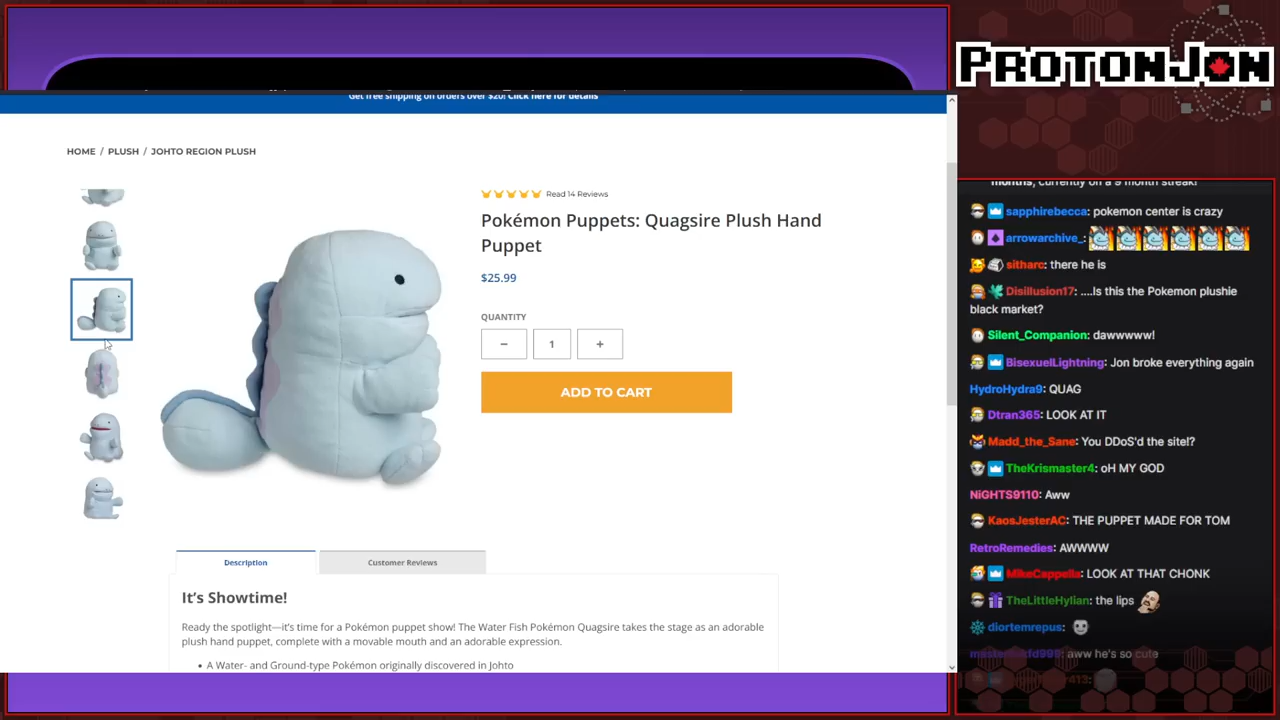 Get free shipping on orders over $20! Click here for details
HOME / PLUSH / JOHTO REGION PLUSH
Read 14 Reviews
Pokémon Puppets: Quagsire Plush Hand
Puppet
$25.99
QUANTITY
− 1 +
ADD TO CART
Description Customer Reviews
It's Showtime!
Ready the spotlight—it's time for a Pokémon puppet show! The Water Fish Pokémon Quagsire takes the stage as an adorable
plush hand puppet, complete with a movable mouth and an adorable expression.
• A Water- and Ground-type Pokémon originally discovered in Johto
PROTONJON
months, currently on a 9 month streak!
sapphirebecca: pokemon center is crazy
arrowarchive_:
sitharc: there he is
Disillusion17: ....Is this the Pokemon plushie
black market?
Silent_Companion: dawwwww!
BisexuelLightning: Jon broke everything again
HydroHydra9: QUAG
Dtran365: LOOK AT IT
Madd_the_Sane: You DDoS'd the site!?
TheKrismaster4: oH MY GOD
NiGHTS9110: Aww
KaosJesterAC: THE PUPPET MADE FOR TOM
RetroRemedies: AWWWW
MikeCappella: LOOK AT THAT CHONK
TheLittleHylian: the lips
diortemrepus:
aww he's so cute